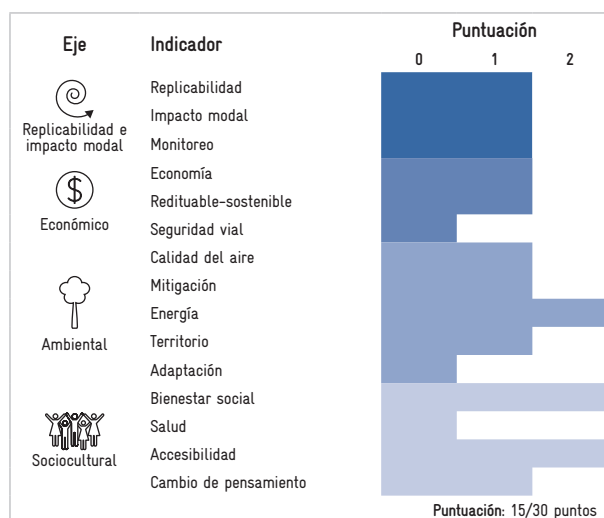 Eje Indicador Puntuación
0 1 2
Replicabilidad e
impacto modal
Replicabilidad
Impacto modal
Monitoreo
$
Económico
Economía
Redituable-sostenible
Seguridad vial
Ambiental
Calidad del aire
Mitigación
Energía
Territorio
Adaptación
Sociocultural
Bienestar social
Salud
Accesibilidad
Cambio de pensamiento
Puntuación: 15/30 puntos